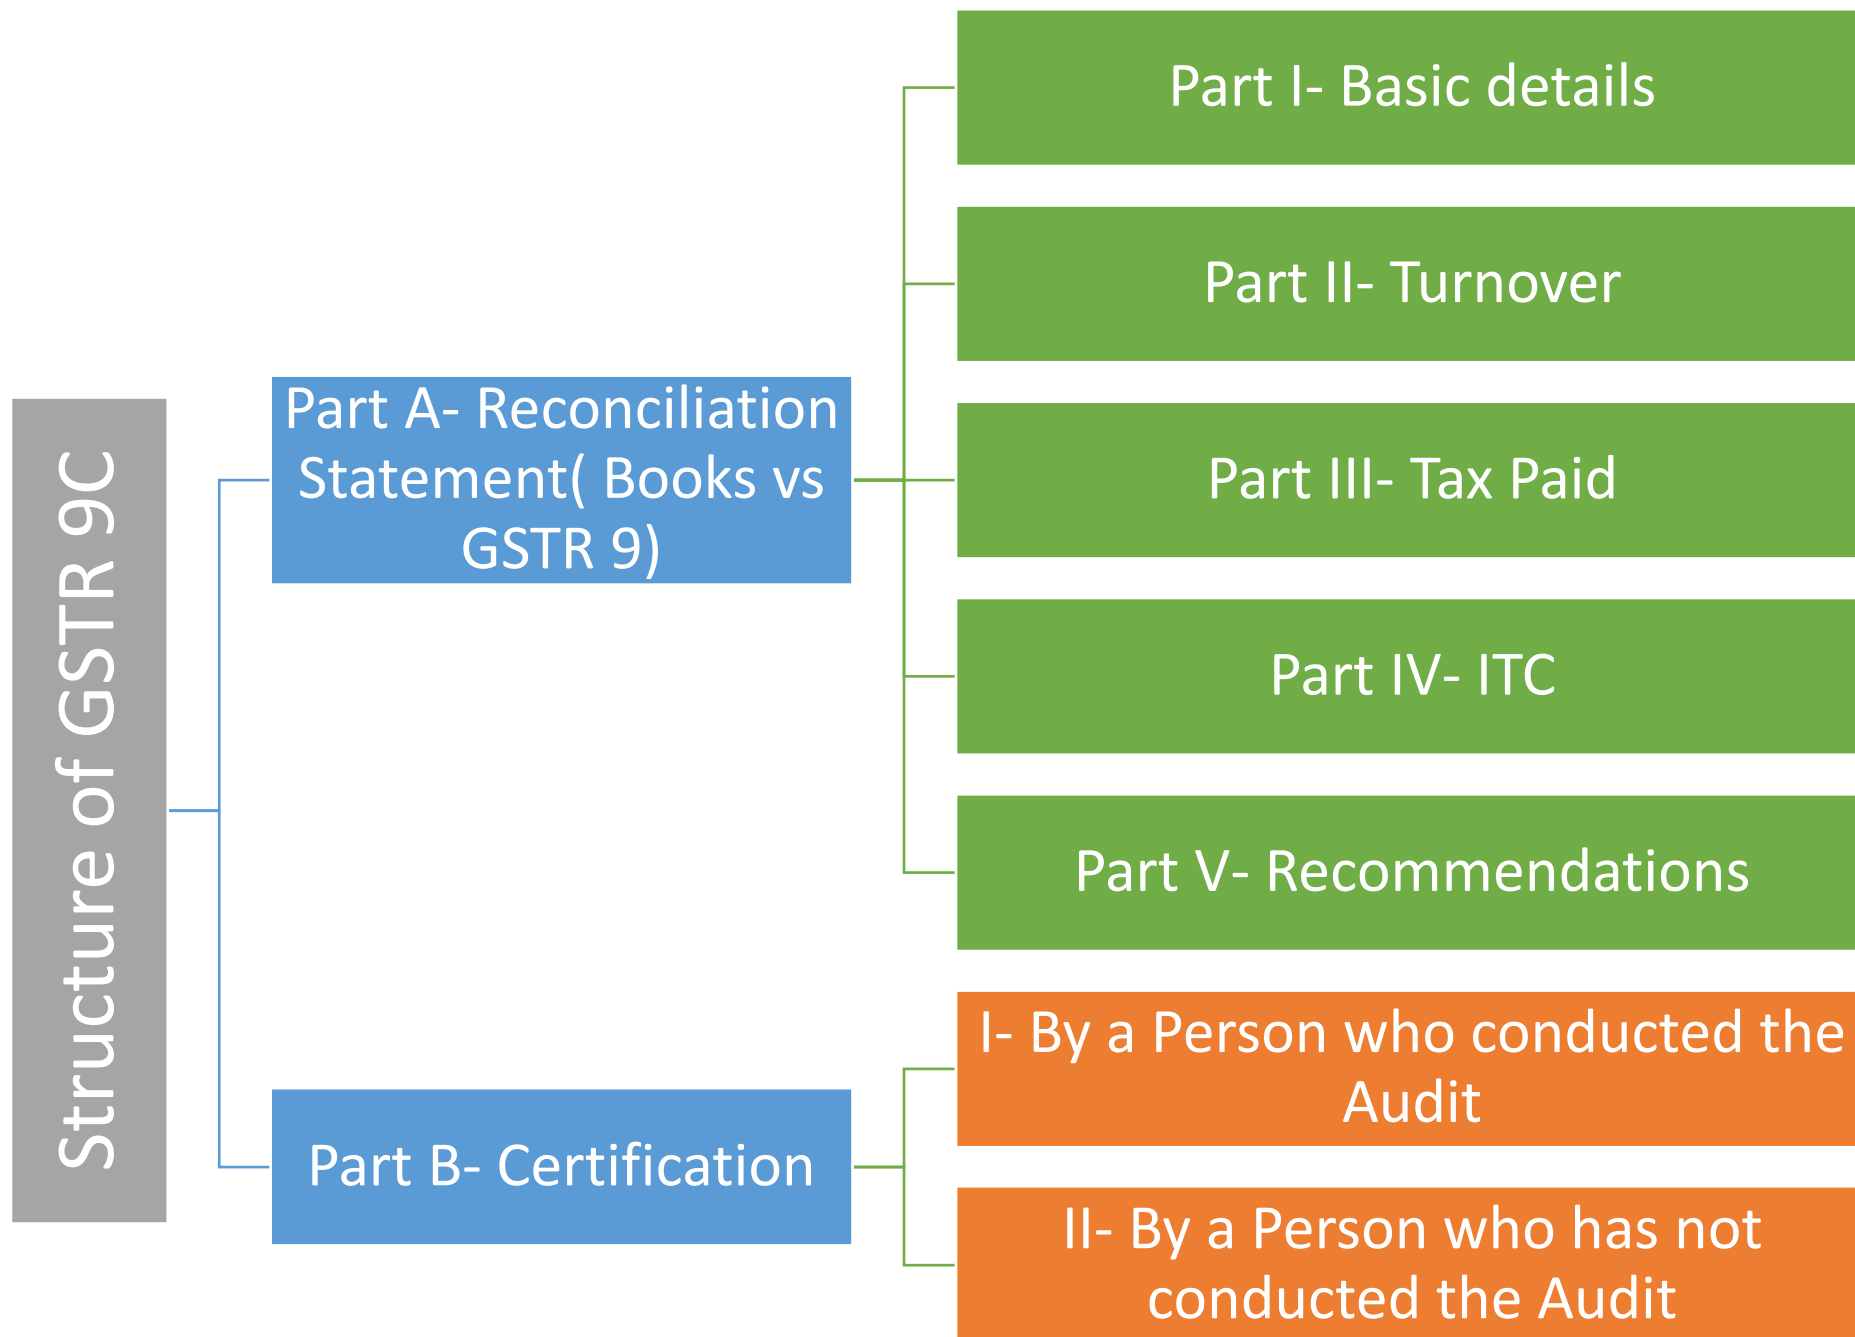 Structure of GSTR 9C
Part A- Reconciliation
Statement( Books vs
GSTR 9)
Part I- Basic details
Part II- Turnover
Part III- Tax Paid
Part IV- ITC
Part V- Recommendations
Part B- Certification
I- By a Person who conducted the
Audit
II- By a Person who has not
conducted the Audit